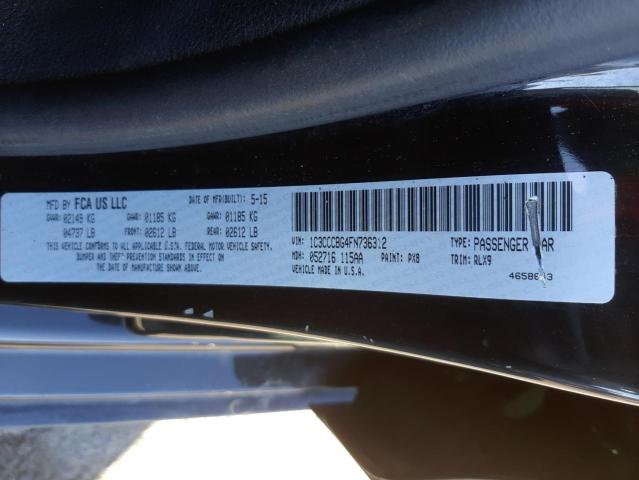 MFD BY FCA US LLC DATE OF MFR(BUILT): 5-15
GVWR: 02149 KG GAWR: 01185 KG GAWR: 01185 KG
04737 LB FRONT: 02612 LB REAR: 02612 LB
THIS VEHICLE CONFORMS TO ALL APPLICABLE U.S.A. FEDERAL MOTOR VEHICLE SAFETY,
BUMPER AND THEFT PREVENTION STANDARDS IN EFFECT ON
THE DATE OF MANUFACTURE SHOWN ABOVE.
VIN: 1C3CCCBG4FN736312 TYPE: PASSENGER
MDH: 052716 115AA PAINT: PX8 TRIM: RLX9
VEHICLE MADE IN U.S.A.